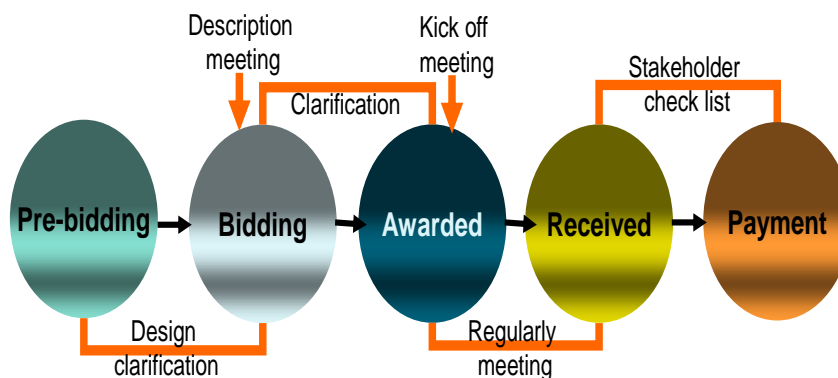 Description
meeting
Kick off
meeting
Clarification
Stakeholder
check list
Pre-bidding
Bidding
Awarded
Received
Payment
Design
clarification
Regularly
meeting